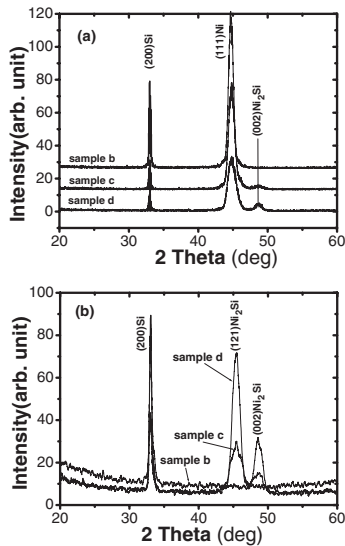 120
100
80
60
40
20
0
Intensity(arb. unit)
(a)
(200)Si
(111)Ni
(002)Ni2Si
sample b
sample c
sample d
20 30 40 50 60
2 Theta (deg)
100
80
60
40
20
0
Intensity(arb. unit)
(b)
(200)Si
(121)Ni2Si
(002)Ni2Si
sample d
sample c
sample b
20 30 40 50 60
2 Theta (deg)